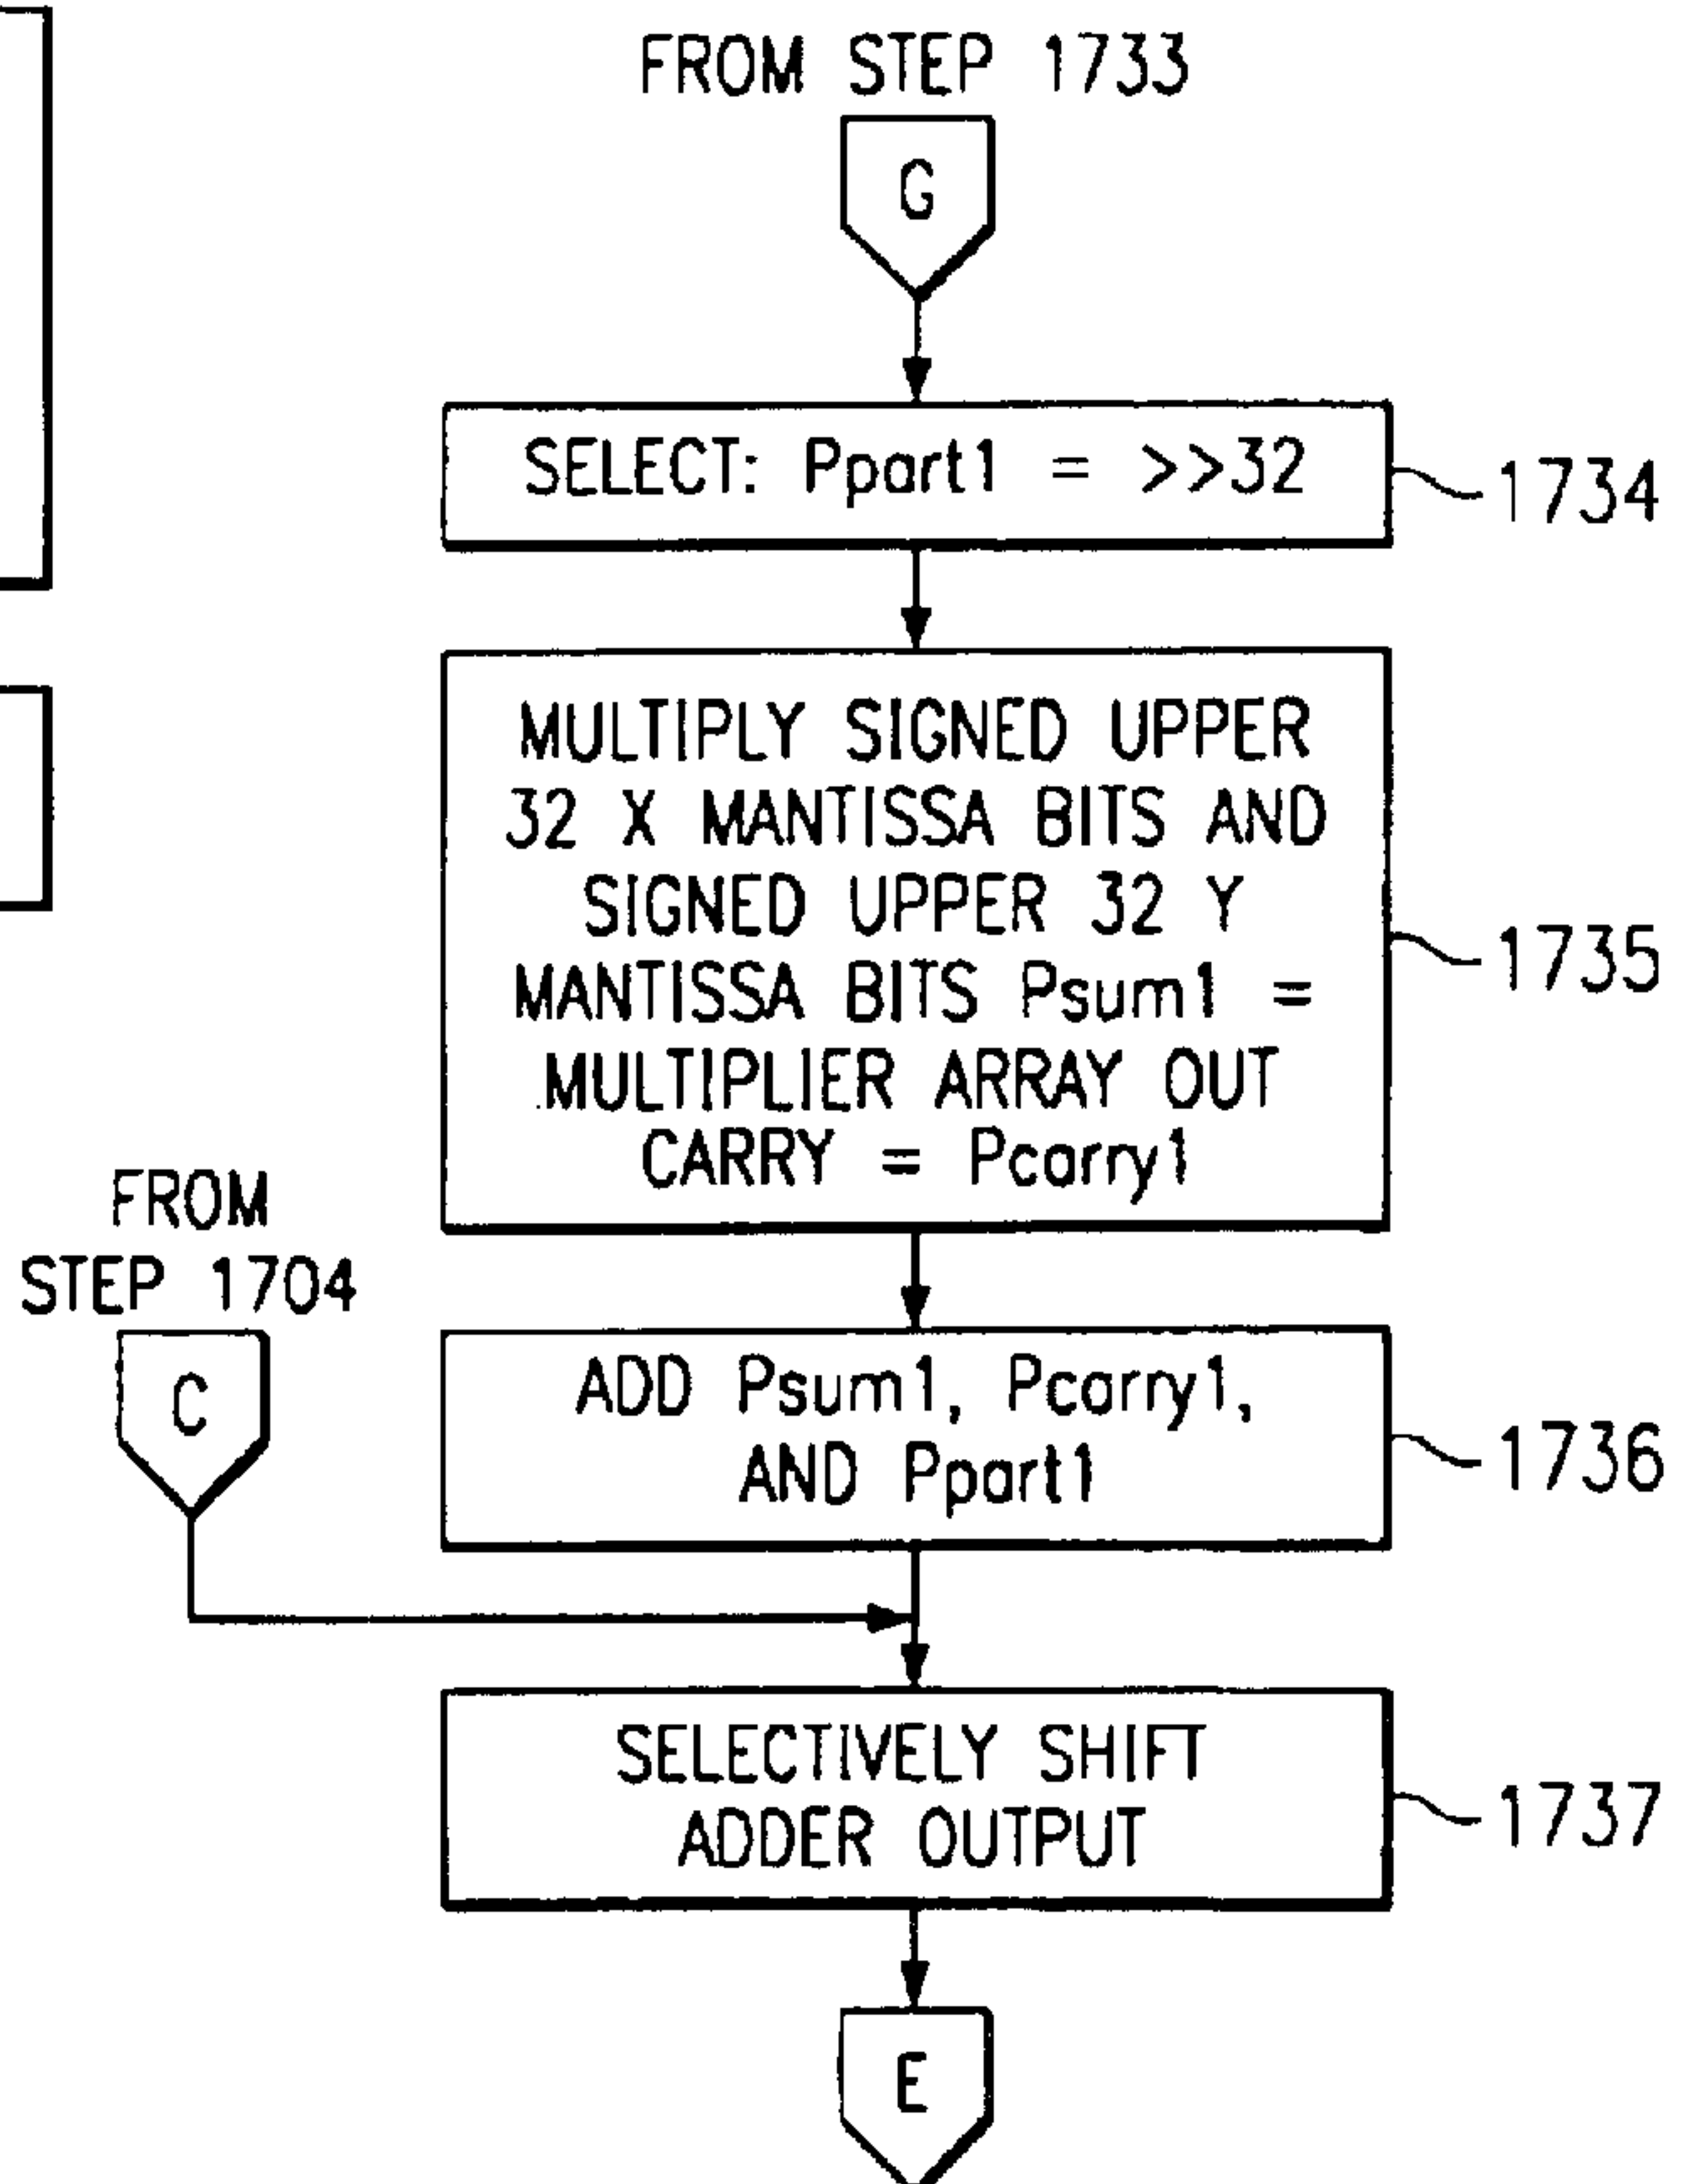 FROM STEP 1733
G
SELECT: Ppart1 = >>32
1734
MULTIPLY SIGNED UPPER
32 X MANTISSA BITS AND
SIGNED UPPER 32 Y
MANTISSA BITS Psum1 =
MULTIPLIER ARRAY OUT
CARRY = Pcarry1
1735
FROM
STEP 1704
C
ADD Psum1, Pcarry1,
AND Ppart1
1736
SELECTIVELY SHIFT
ADDER OUTPUT
1737
E